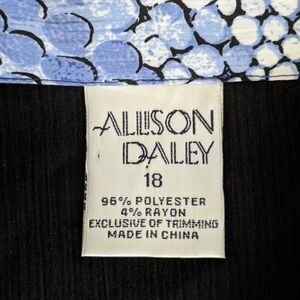 ALLISON
DALEY
18
96% POLYESTER
4% RAYON
EXCLUSIVE OF TRIMMING
MADE IN CHINA